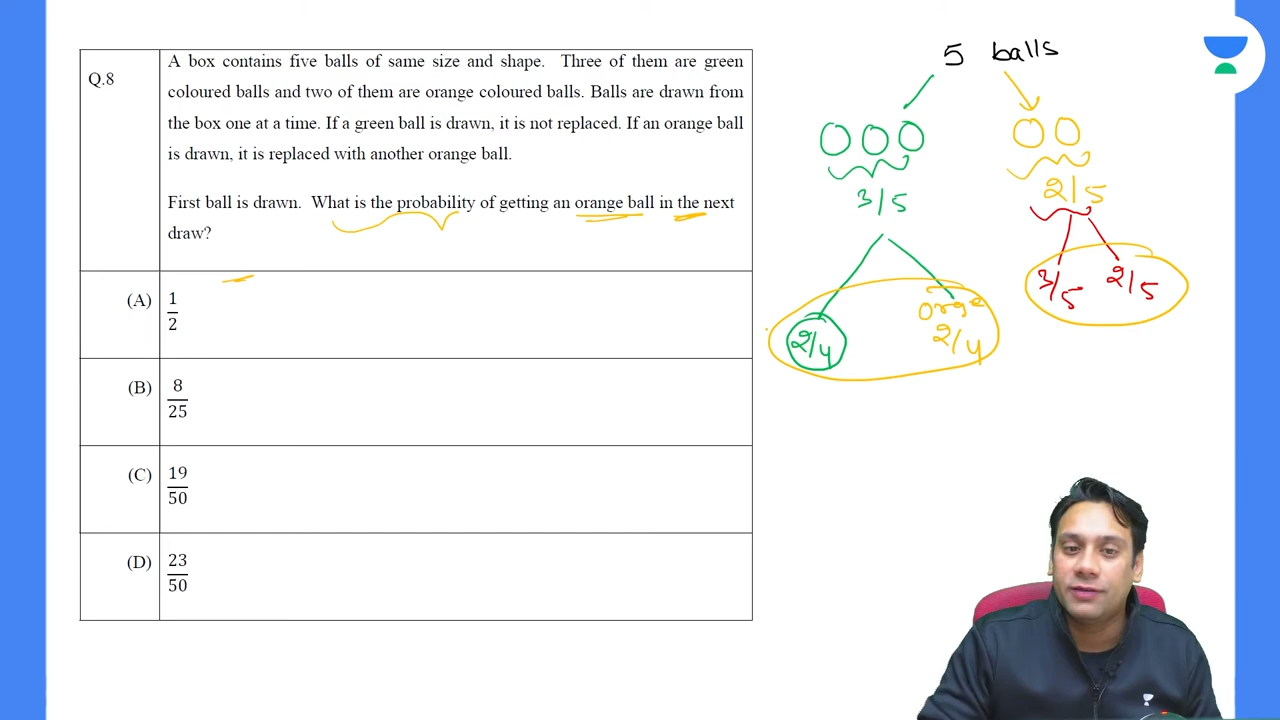 5 balls
Q.8
A box contains five balls of same size and shape. Three of them are green
coloured balls and two of them are orange coloured balls. Balls are drawn from
the box one at a time. If a green ball is drawn, it is not replaced. If an orange ball
is drawn, it is replaced with another orange ball.
First ball is drawn. What is the probability of getting an orange ball in the next
draw?
(A) 1/2
(B) 8/25
(C) 19/50
(D) 23/50
3/5
2/5
3/5 2/5
2/4
orange
2/4